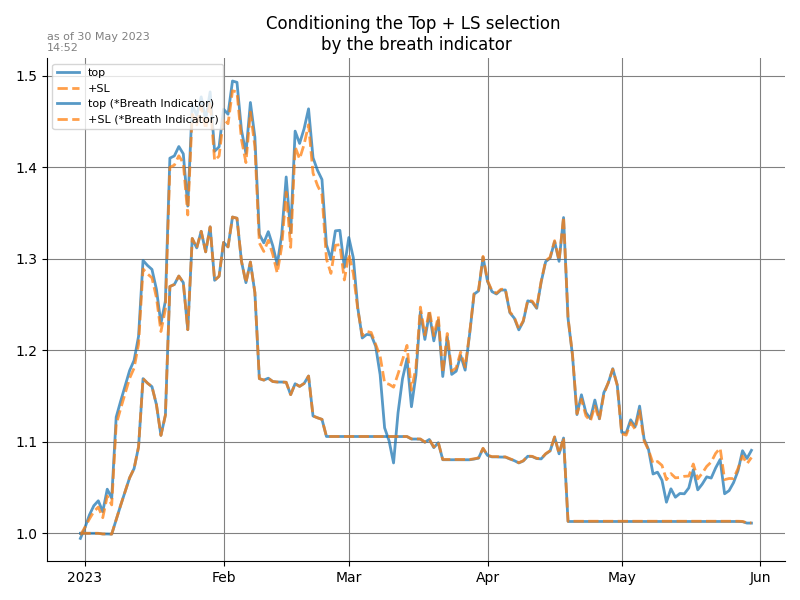 Conditioning the Top + LS selection
by the breath indicator
as of 30 May 2023
14:52
top
+SL
top (*Breath Indicator)
+SL (*Breath Indicator)
1.5
1.4
1.3
1.2
1.1
1.0
2023 Feb Mar Apr May Jun